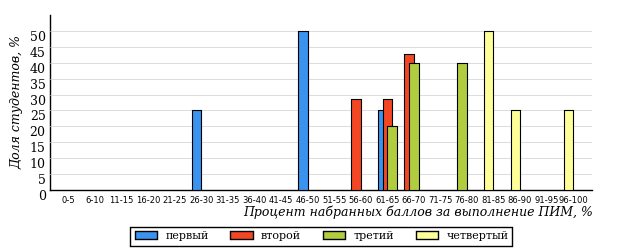 Доля студентов, %
50
45
40
35
30
25
20
15
10
5
0
0-5 6-10 11-15 16-20 21-25 26-30 31-35 36-40 41-45 46-50 51-55 56-60 61-65 66-70 71-75 76-80 81-85 86-90 91-95 96-100
Процент набранных баллов за выполнение ПИМ, %
первый второй третий четвертый